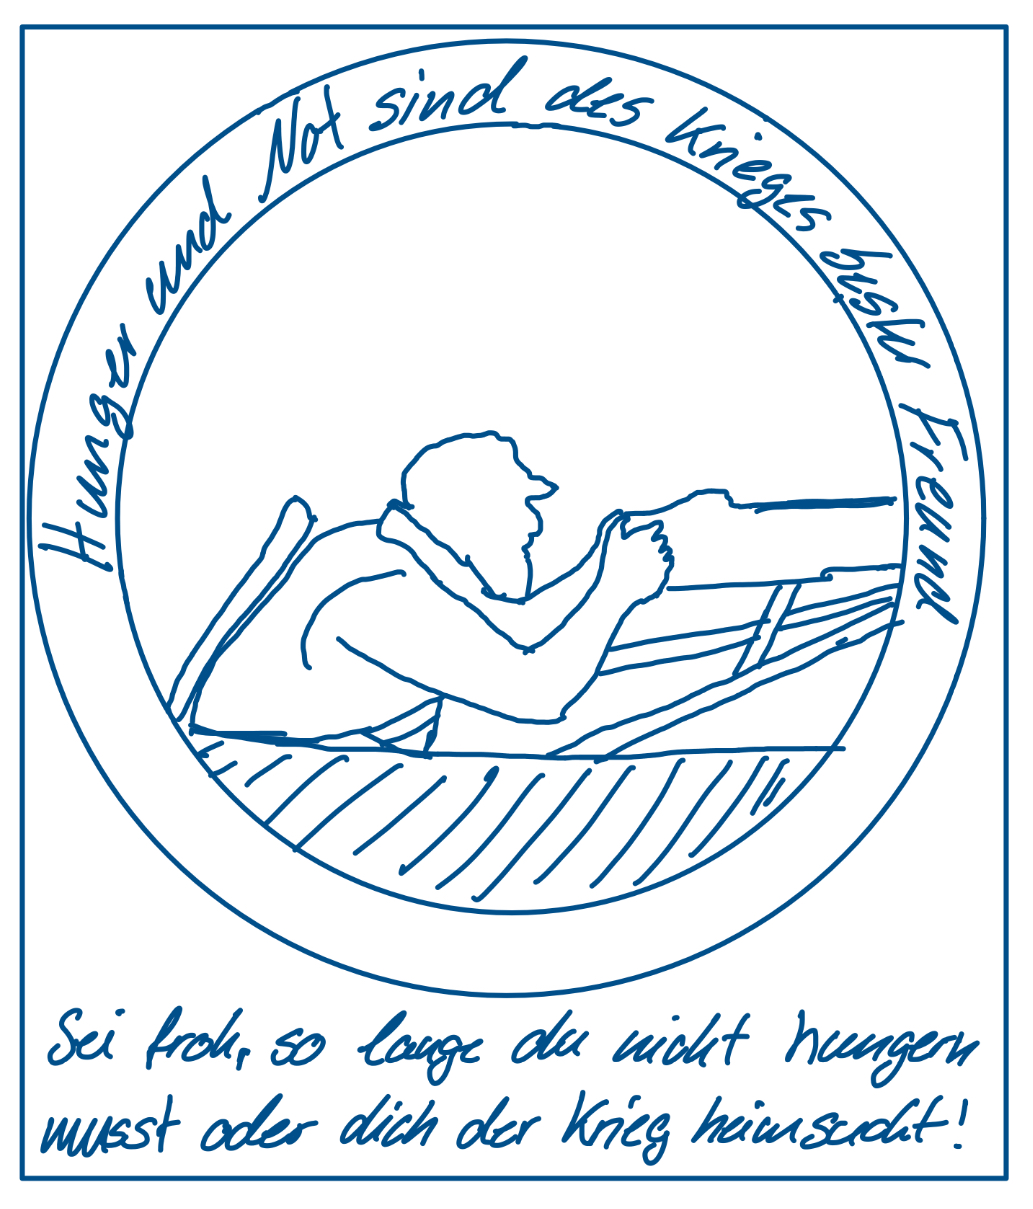 Hunger und Not sind des Krieges bester Freund
Sei froh, so lange du nicht hungern
musst oder dich der Krieg heimsucht!